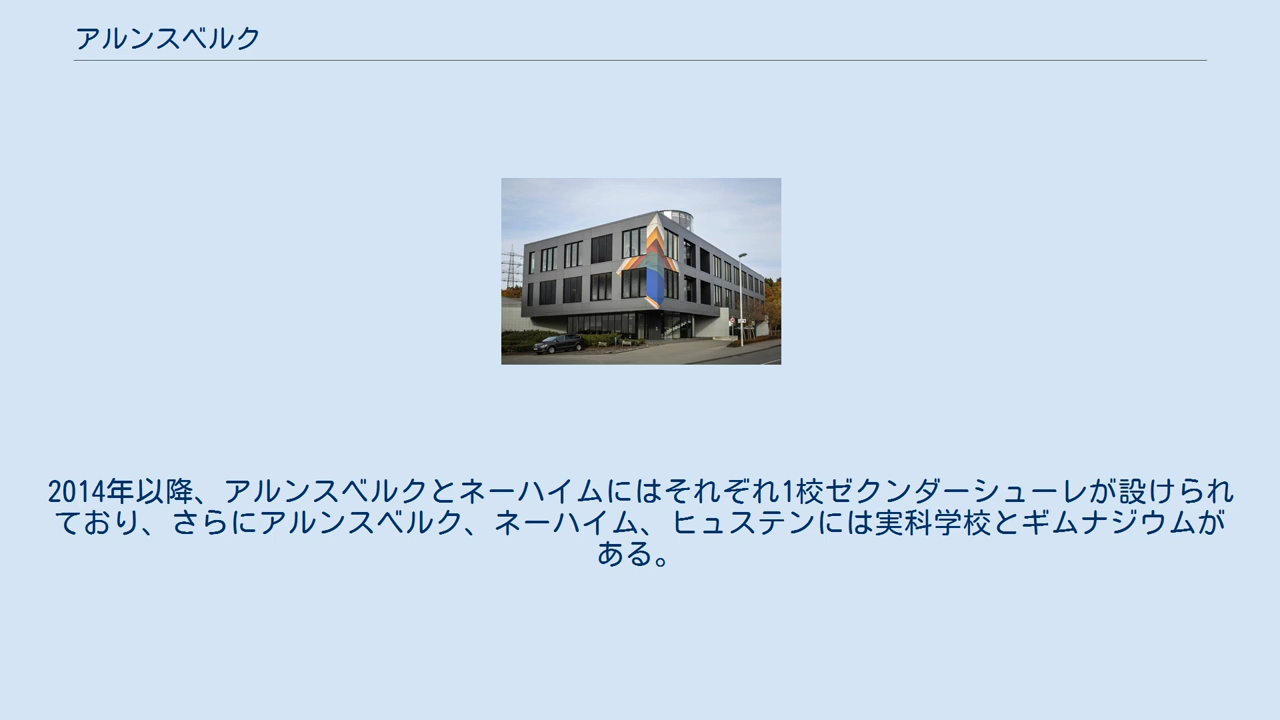 アルンスベルク
2014年以降、アルンスベルクとネーハイムにはそれぞれ1校ゼクンダーシューレが設けられ
ており、さらにアルンスベルク、ネーハイム、ヒュステンには実科学校とギムナジウムが
ある。